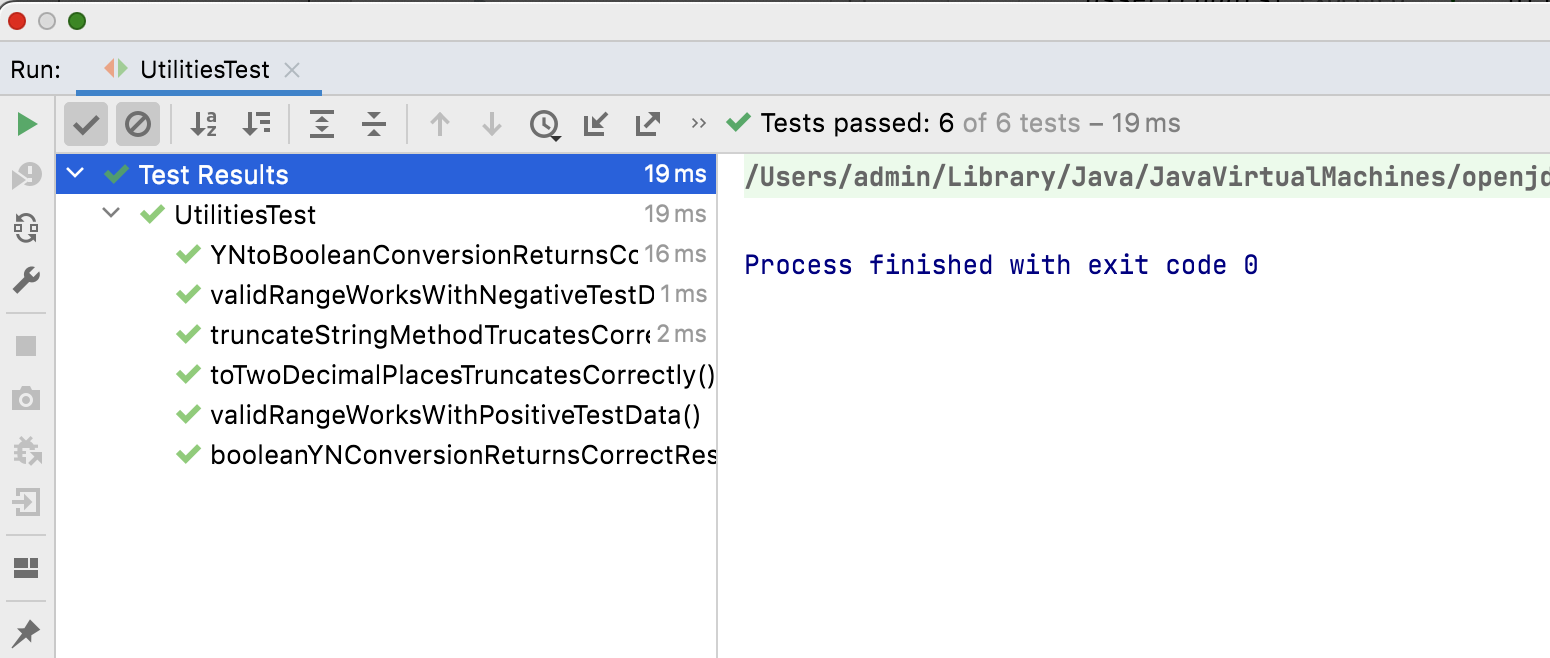 Run: UtilitiesTest
Tests passed: 6 of 6 tests – 19 ms
Test Results 19 ms
UtilitiesTest 19 ms
YNtoBooleanConversionReturnsCo 16 ms
validRangeWorksWithNegativeTestD 1 ms
truncateStringMethodTrucatesCorre 2 ms
toTwoDecimalPlacesTruncatesCorrectly()
validRangeWorksWithPositiveTestData()
booleanYNConversionReturnsCorrectRes
/Users/admin/Library/Java/JavaVirtualMachines/openjd
Process finished with exit code 0